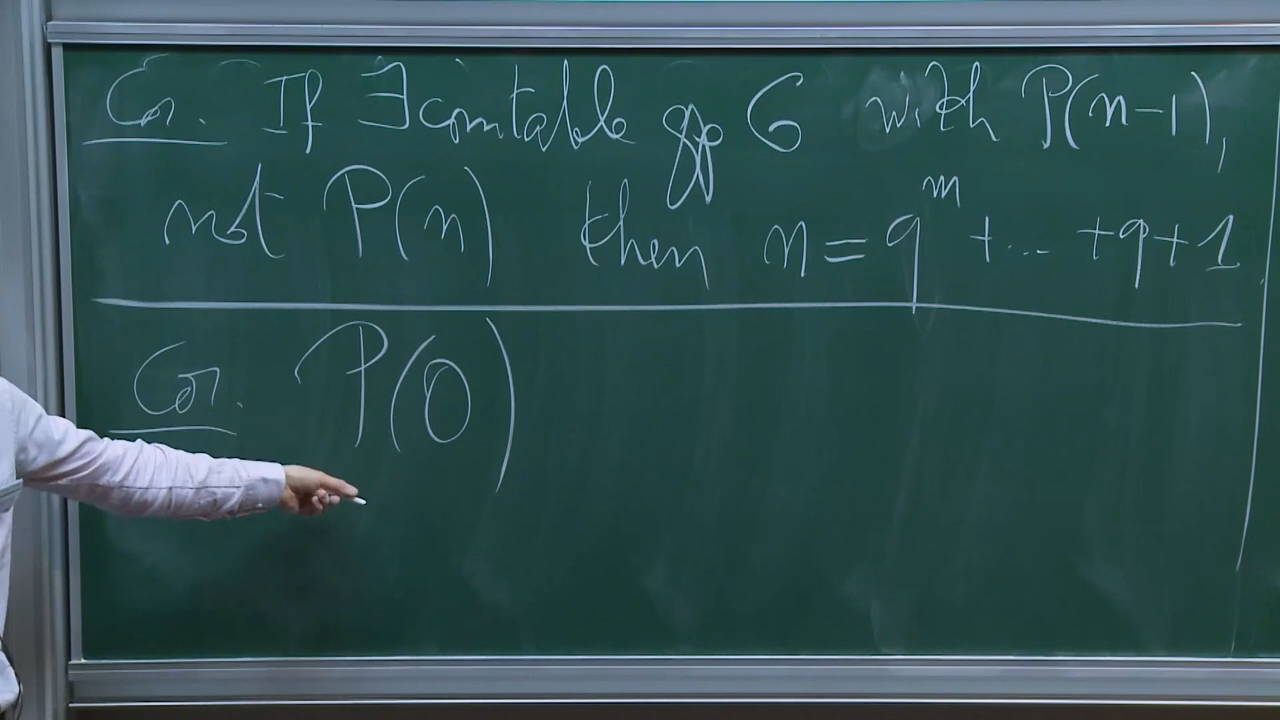 Cor. If ∃ countable gp G with P(n-1),
not P(n) then n = q^m + ... + q + 1
Cor. P(0)